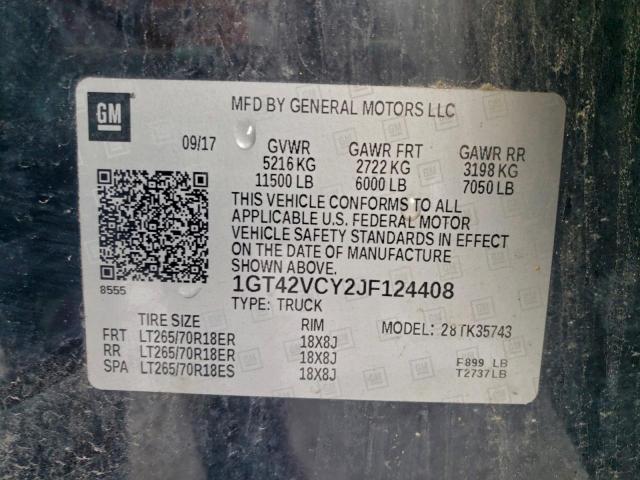 GM
MFD BY GENERAL MOTORS LLC
09/17 GVWR GAWR FRT GAWR RR
5216 KG 2722 KG 3198 KG
11500 LB 6000 LB 7050 LB
THIS VEHICLE CONFORMS TO ALL
APPLICABLE U.S. FEDERAL MOTOR
VEHICLE SAFETY STANDARDS IN EFFECT
ON THE DATE OF MANUFACTURE
SHOWN ABOVE.
8555
1GT42VCY2JF124408
TYPE: TRUCK
TIRE SIZE RIM MODEL: 28TK35743
FRT LT265/70R18ER 18X8J
RR LT265/70R18ER 18X8J
SPA LT265/70R18ES 18X8J
F899 LB
T2737LB